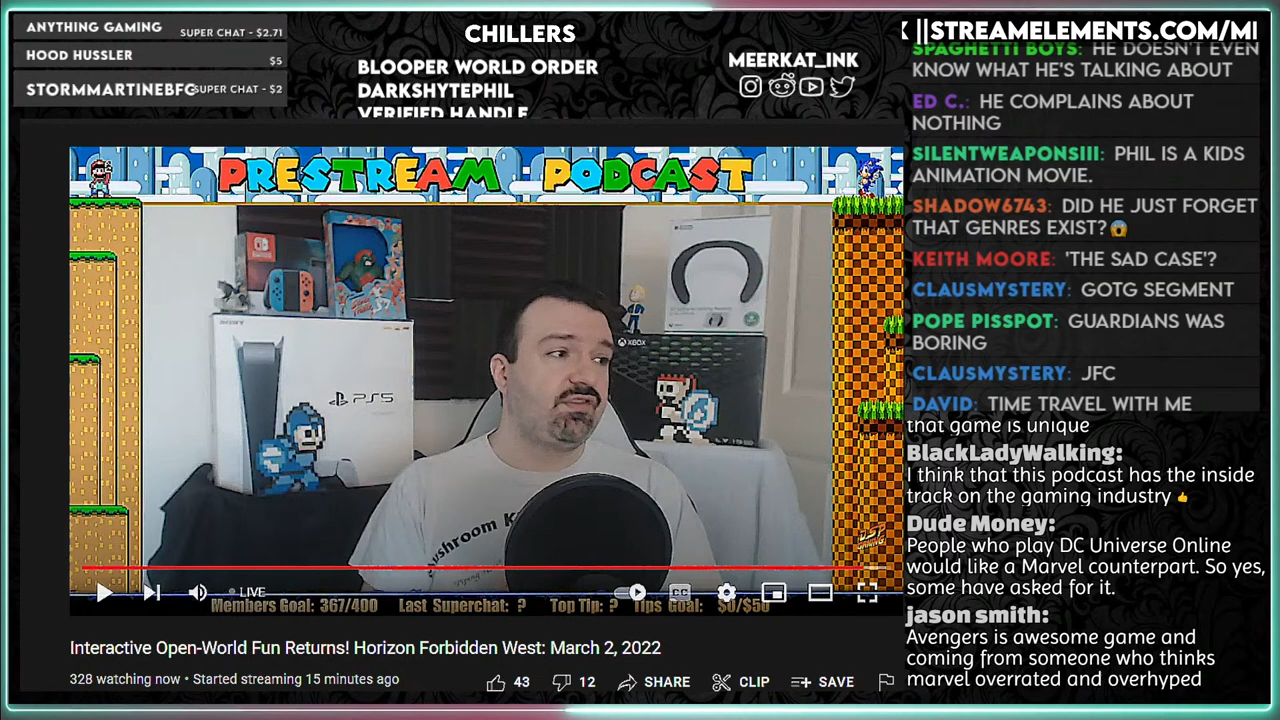 ANYTHING GAMING SUPER CHAT - $2.71
HOOD HUSSLER $5
STORMMARTINEBFG SUPER CHAT - $2
CHILLERS
BLOOPER WORLD ORDER
DARKSHYTEPHIL
VERIFIED HANDLE
MEERKAT_INK
||STREAMELEMENTS.COM/MI
SPAGHETTI BOYS: HE DOESN'T EVEN
KNOW WHAT HE'S TALKING ABOUT
ED C.: HE COMPLAINS ABOUT
NOTHING
SILENTWEAPONSIII: PHIL IS A KIDS
ANIMATION MOVIE.
SHADOW6743: DID HE JUST FORGET
THAT GENRES EXIST?😱
KEITH MOORE: 'THE SAD CASE'?
CLAUSMYSTERY: GOTG SEGMENT
POPE PISSPOT: GUARDIANS WAS
BORING
CLAUSMYSTERY: JFC
DAVID: TIME TRAVEL WITH ME
that game is unique
BlackLadyWalking:
I think that this podcast has the inside
track on the gaming industry 👍
Dude Money:
People who play DC Universe Online
would like a Marvel counterpart. So yes,
some have asked for it.
jason smith:
Avengers is awesome game and
coming from someone who thinks
marvel overrated and overhyped
PRESTREAM PODCAST
SONY
PS5
XBOX
Mushroom K
DSP
GAMING
LIVE
CC
Members Goal: 367/400 Last Superchat: ? Top Tip: ? Tips Goal: $0/$50
Interactive Open-World Fun Returns! Horizon Forbidden West: March 2, 2022
328 watching now • Started streaming 15 minutes ago
43 12 SHARE CLIP SAVE